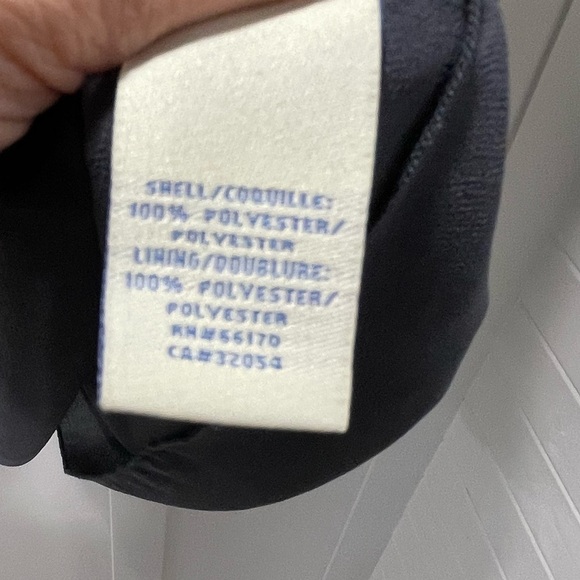 SHELL/COQUILLE:
100% POLYESTER/
POLYESTER
LINING/DOUBLURE:
100% POLYESTER/
POLYESTER
RN#66170
CA#32054